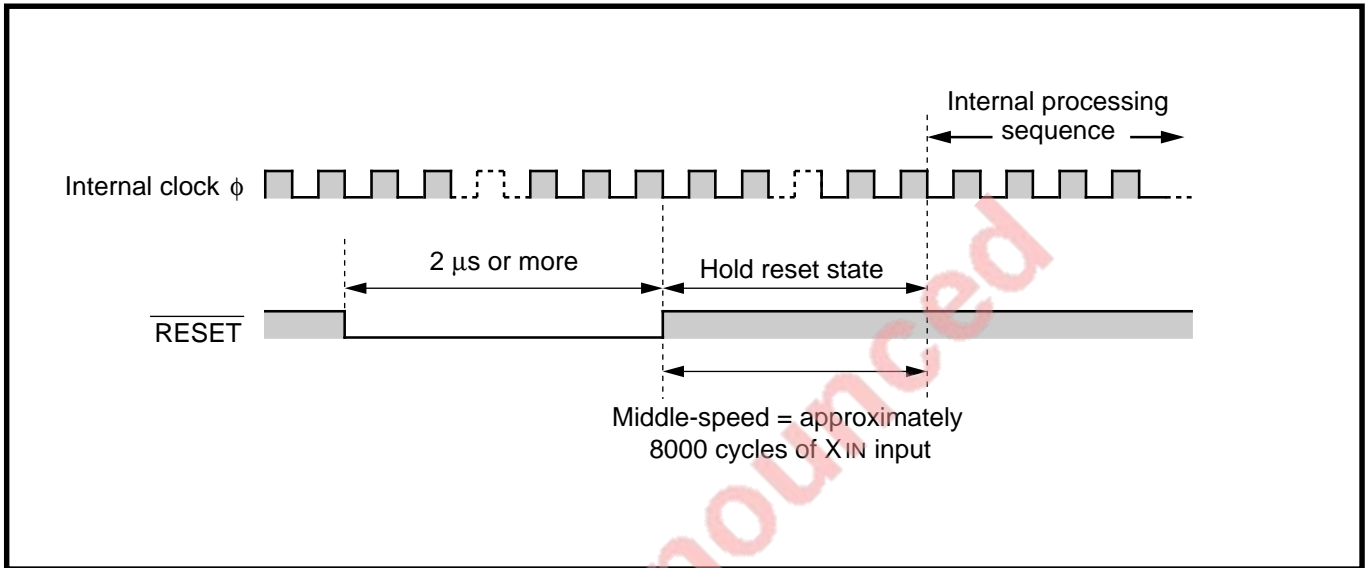 Internal processing
sequence
Internal clock ϕ
2 μs or more
Hold reset state
RESET
Middle-speed = approximately
8000 cycles of XIN input
nounced